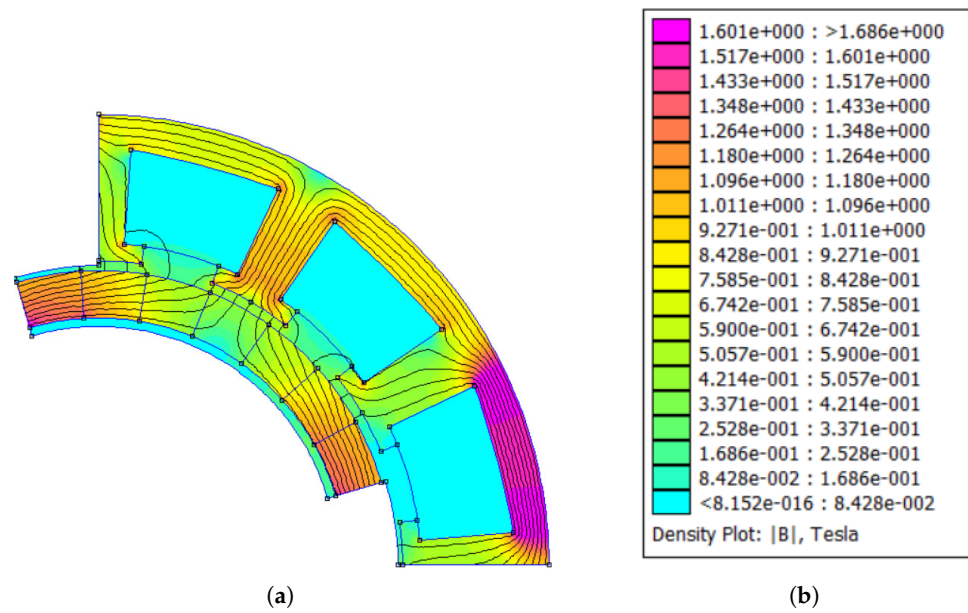 1.601e+000 : >1.686e+000
1.517e+000 : 1.601e+000
1.433e+000 : 1.517e+000
1.348e+000 : 1.433e+000
1.264e+000 : 1.348e+000
1.180e+000 : 1.264e+000
1.096e+000 : 1.180e+000
1.011e+000 : 1.096e+000
9.271e-001 : 1.011e+000
8.428e-001 : 9.271e-001
7.585e-001 : 8.428e-001
6.742e-001 : 7.585e-001
5.900e-001 : 6.742e-001
5.057e-001 : 5.900e-001
4.214e-001 : 5.057e-001
3.371e-001 : 4.214e-001
2.528e-001 : 3.371e-001
1.686e-001 : 2.528e-001
8.428e-002 : 1.686e-001
<8.152e-016 : 8.428e-002
Density Plot: |B|, Tesla
(a)
(b)